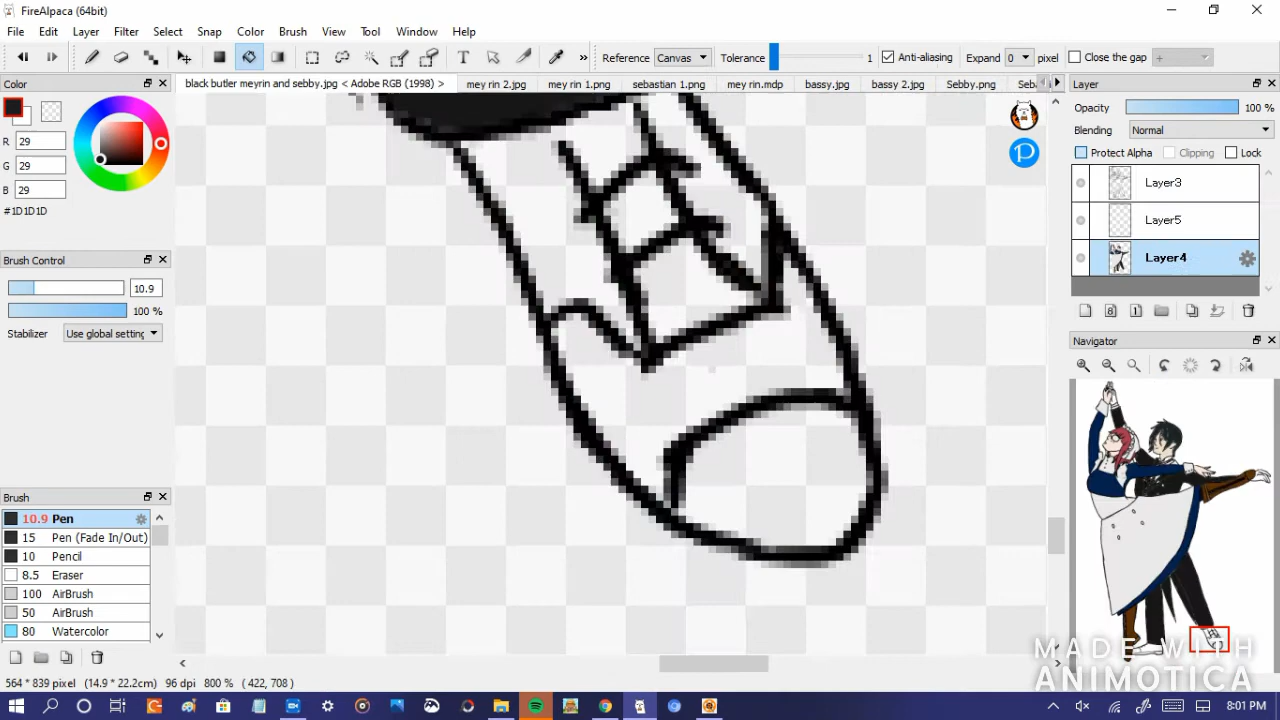 FireAlpaca (64bit)
File Edit Layer Filter Select Snap Color Brush Tool Window Help
Reference Canvas Tolerance 1 Anti-aliasing Expand 0 pixel Close the gap +
Color
black butler meyrin and sebby.jpg < Adobe RGB (1998) > mey rin 2.jpg mey rin 1.png sebastian 1.png mey rin.mdp bassy.jpg bassy 2.jpg Sebby.png
Layer
Opacity 100 %
Blending Normal
Protect Alpha Clipping Lock
R 29
G 29
B 29
#1D1D1D
Layer3
Layer5
Layer4
Brush Control
10.9
100 %
Stabilizer Use global setting
Navigator
Brush
10.9 Pen
15 Pen (Fade In/Out)
10 Pencil
8.5 Eraser
100 AirBrush
50 AirBrush
80 Watercolor
MADE WITH
ANIMOTICA
564 * 839 pixel (14.9 * 22.2cm) 96 dpi 800 % ( 422, 708 )
8:01 PM